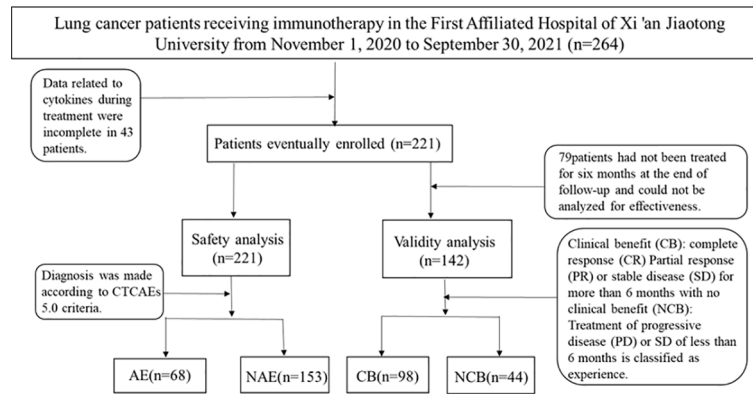 Lung cancer patients receiving immunotherapy in the First Affiliated Hospital of Xi 'an Jiaotong
University from November 1, 2020 to September 30, 2021 (n=264)
Data related to
cytokines during
treatment were
incomplete in 43
patients.
Patients eventually enrolled (n=221)
79patients had not been treated
for six months at the end of
follow-up and could not be
analyzed for effectiveness.
Safety analysis
(n=221)
Validity analysis
(n=142)
Diagnosis was made
according to CTCAEs
5.0 criteria.
Clinical benefit (CB): complete
response (CR) Partial response
(PR) or stable disease (SD) for
more than 6 months with no
clinical benefit (NCB):
Treatment of progressive
disease (PD) or SD of less than
6 months is classified as
experience.
AE(n=68)
NAE(n=153)
CB(n=98)
NCB(n=44)